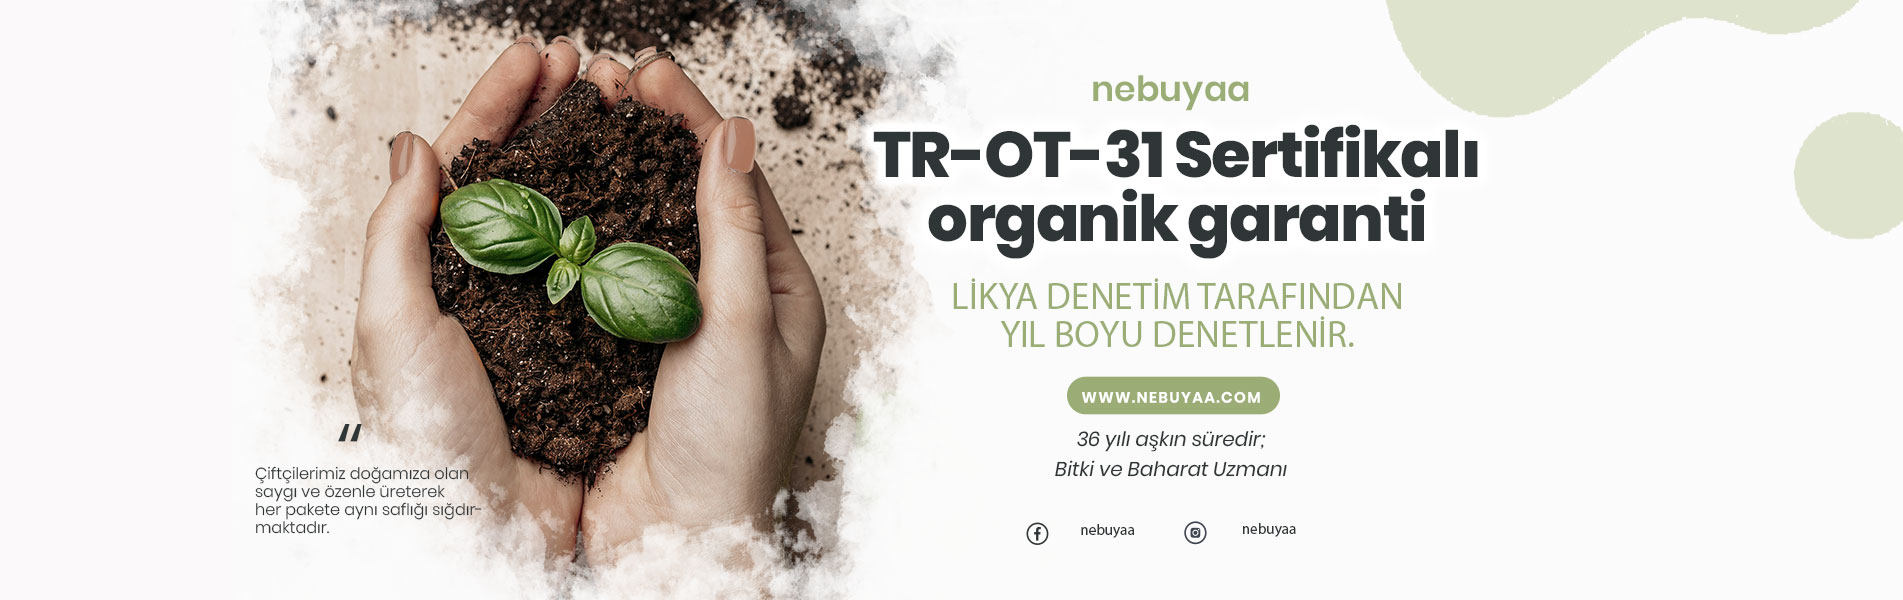 nebuyaa
TR-OT-31 Sertifikalı
organik garanti
LİKYA DENETİM TARAFINDAN
YIL BOYU DENETLENİR.
WWW.NEBUYAA.COM
36 yılı aşkın süredir;
Bitki ve Baharat Uzmanı
nebuyaa
nebuyaa
"
Çiftçilerimiz doğamıza olan
saygı ve özenle üreterek
her pakete aynı saflığı sığdır-
maktadır.